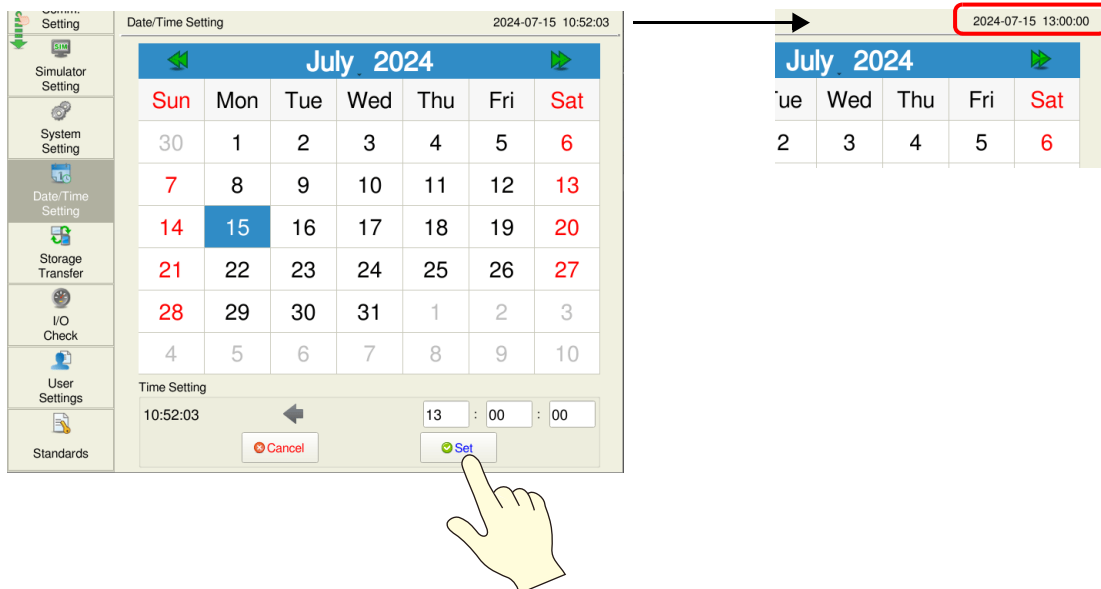 Setting
Simulator
Setting
System
Setting
Date/Time
Setting
Storage
Transfer
I/O
Check
User
Settings
Standards
Date/Time Setting 2024-07-15 10:52:03
July 2024
Sun Mon Tue Wed Thu Fri Sat
30 1 2 3 4 5 6
7 8 9 10 11 12 13
14 15 16 17 18 19 20
21 22 23 24 25 26 27
28 29 30 31 1 2 3
4 5 6 7 8 9 10
Time Setting
10:52:03 13 : 00 : 00
Cancel Set
2024-07-15 13:00:00
July 2024
ue Wed Thu Fri Sat
2 3 4 5 6